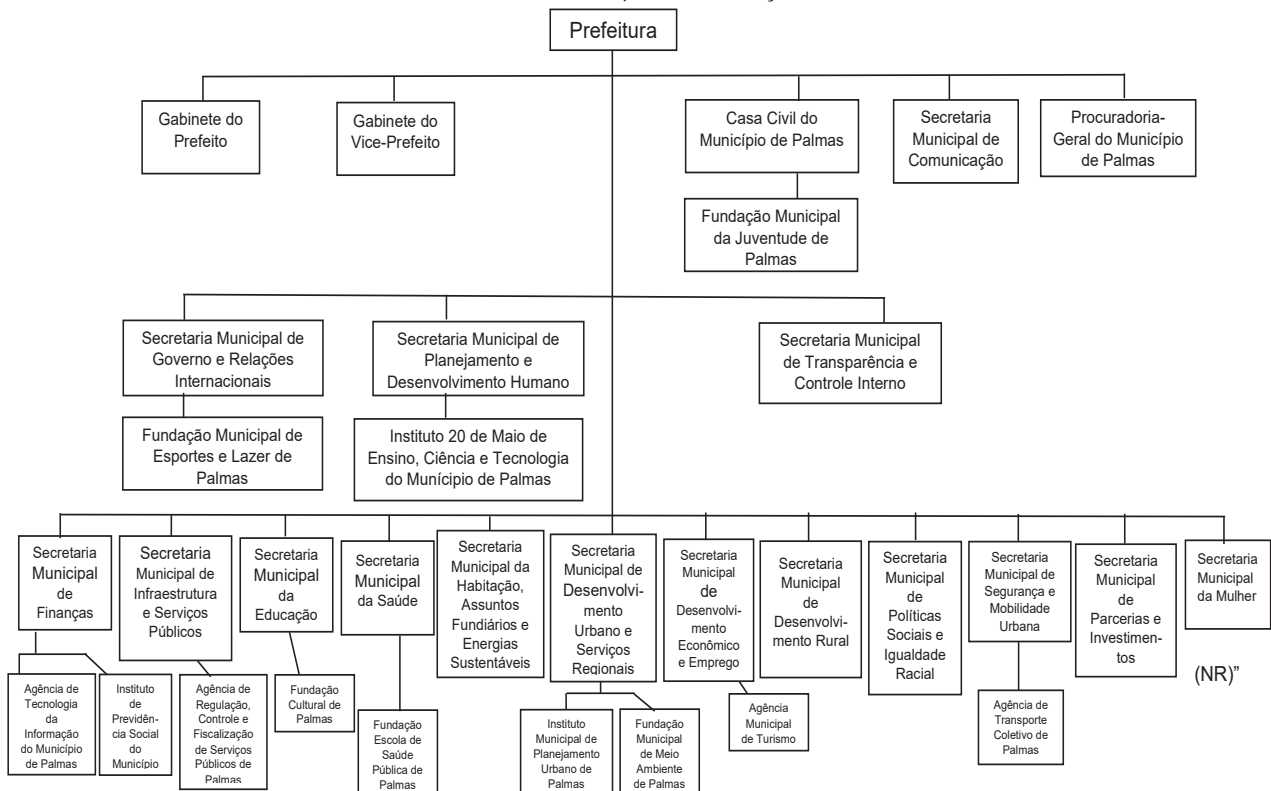 Prefeitura
Gabinete do
Prefeito
Gabinete do
Vice-Prefeito
Casa Civil do
Município de Palmas
Secretaria
Municipal de
Comunicação
Procuradoria-
Geral do Município
de Palmas
Fundação Municipal
da Juventude de
Palmas
Secretaria Municipal de
Governo e Relações
Internacionais
Secretaria Municipal de
Planejamento e
Desenvolvimento Humano
Secretaria Municipal
de Transparência e
Controle Interno
Fundação Municipal de
Esportes e Lazer de
Palmas
Instituto 20 de Maio de
Ensino, Ciência e Tecnologia
do Munícipio de Palmas
Secretaria
Municipal
de
Finanças
Secretaria
Municipal de
Infraestrutura
e Serviços
Públicos
Secretaria
Municipal
da
Educação
Secretaria
Municipal
da Saúde
Secretaria
Municipal da
Habitação,
Assuntos
Fundiários e
Energias
Sustentáveis
Secretaria
Municipal de
Desenvolvi-
mento
Urbano e
Serviços
Regionais
Secretaria
Municipal
de
Desenvolvi-
mento
Econômico
e Emprego
Secretaria
Municipal
de
Desenvolvi-
mento Rural
Secretaria
Municipal
de
Políticas
Sociais e
Igualdade
Racial
Secretaria
Municipal de
Segurança e
Mobilidade
Urbana
Secretaria
Municipal
de
Parcerias e
Investimen-
tos
Secretaria
Municipal
da Mulher
(NR)”
Agência de
Tecnologia
da
Informação
do Município
de Palmas
Instituto
de
Previdên-
cia Social
do
Município
Agência de
Regulação,
Controle e
Fiscalização
de Serviços
Públicos de
Palmas
Fundação
Cultural de
Palmas
Fundação
Escola de
Saúde
Pública de
Palmas
Instituto
Municipal de
Planejamento
Urbano de
Palmas
Fundação
Municipal
de Meio
Ambiente
de Palmas
Agência
Municipal
de Turismo
Agência de
Transporte
Coletivo de
Palmas